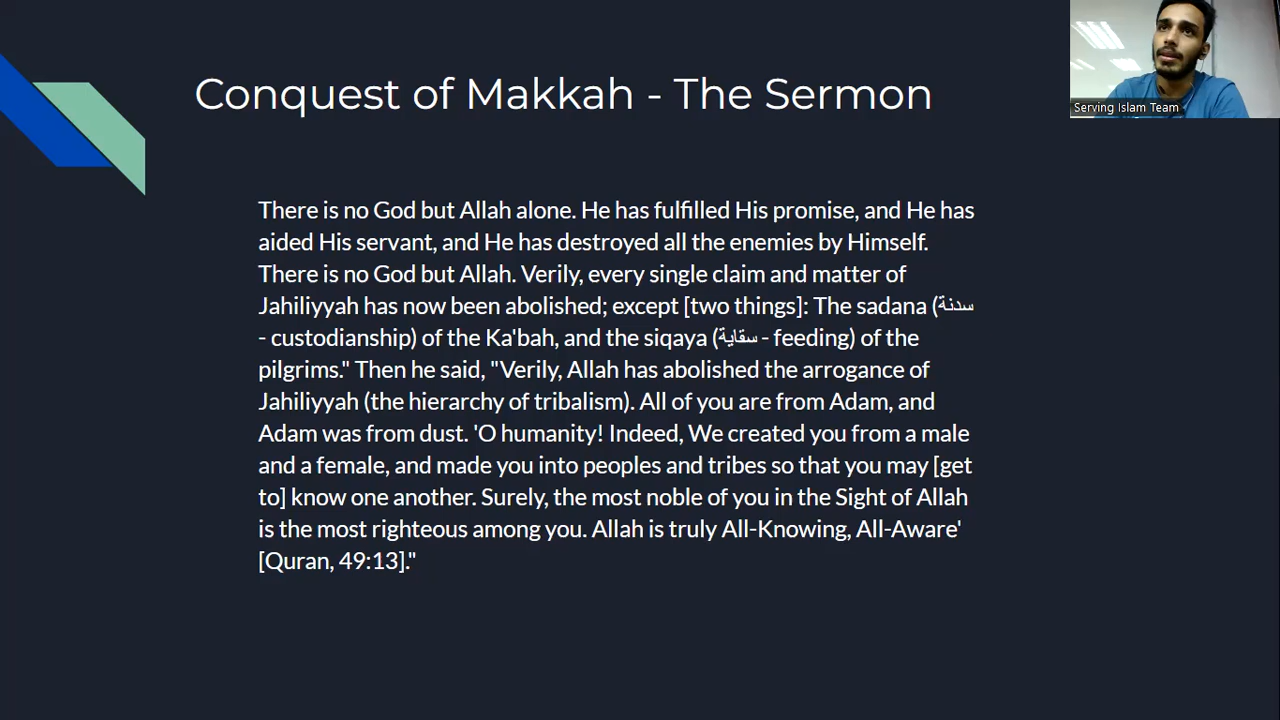 Conquest of Makkah - The Sermon
Serving Islam Team
There is no God but Allah alone. He has fulfilled His promise, and He has
aided His servant, and He has destroyed all the enemies by Himself.
There is no God but Allah. Verily, every single claim and matter of
Jahiliyyah has now been abolished; except [two things]: The sadana (سدنة
- custodianship) of the Ka'bah, and the siqaya (سقاية - feeding) of the
pilgrims." Then he said, "Verily, Allah has abolished the arrogance of
Jahiliyyah (the hierarchy of tribalism). All of you are from Adam, and
Adam was from dust. 'O humanity! Indeed, We created you from a male
and a female, and made you into peoples and tribes so that you may [get
to] know one another. Surely, the most noble of you in the Sight of Allah
is the most righteous among you. Allah is truly All-Knowing, All-Aware'
[Quran, 49:13]."